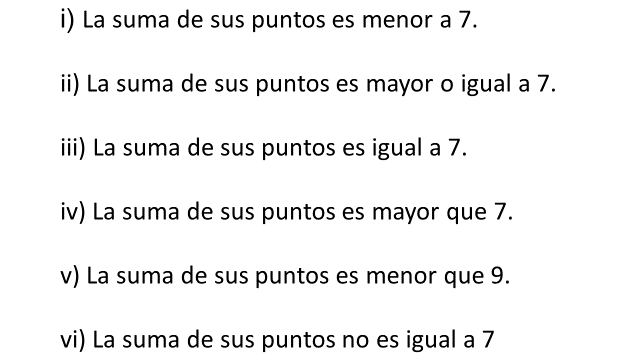 i) La suma de sus puntos es menor a 7.
ii) La suma de sus puntos es mayor o igual a 7.
iii) La suma de sus puntos es igual a 7.
iv) La suma de sus puntos es mayor que 7.
v) La suma de sus puntos es menor que 9.
vi) La suma de sus puntos no es igual a 7